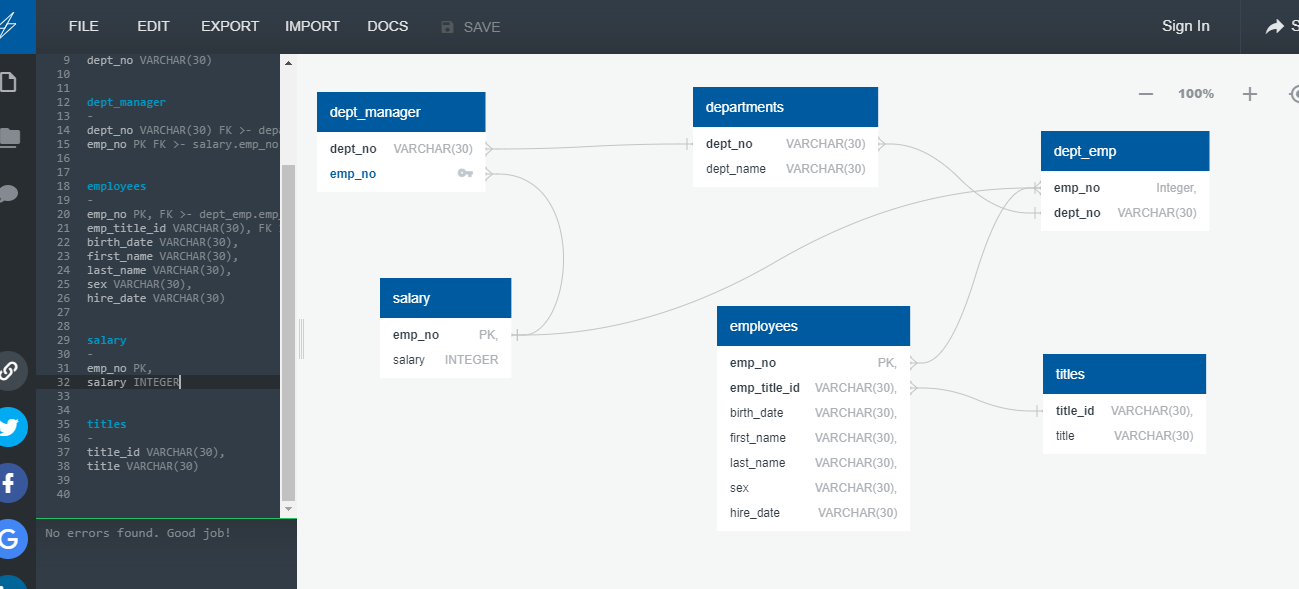 FILE EDIT EXPORT IMPORT DOCS SAVE Sign In
9 dept_no VARCHAR(30)
10
11
12 dept_manager
13 -
14 dept_no VARCHAR(30) FK >- depa
15 emp_no PK FK >- salary.emp_no
16
17
18 employees
19 -
20 emp_no PK, FK >- dept_emp.emp_
21 emp_title_id VARCHAR(30), FK
22 birth_date VARCHAR(30),
23 first_name VARCHAR(30),
24 last_name VARCHAR(30),
25 sex VARCHAR(30),
26 hire_date VARCHAR(30)
27
28
29 salary
30 -
31 emp_no PK,
32 salary INTEGER
33
34
35 titles
36 -
37 title_id VARCHAR(30),
38 title VARCHAR(30)
39
40
No errors found. Good job!
100%
dept_manager
dept_no VARCHAR(30)
emp_no
departments
dept_no VARCHAR(30)
dept_name VARCHAR(30)
dept_emp
emp_no Integer,
dept_no VARCHAR(30)
salary
emp_no PK,
salary INTEGER
employees
emp_no PK,
emp_title_id VARCHAR(30),
birth_date VARCHAR(30),
first_name VARCHAR(30),
last_name VARCHAR(30),
sex VARCHAR(30),
hire_date VARCHAR(30)
titles
title_id VARCHAR(30),
title VARCHAR(30)